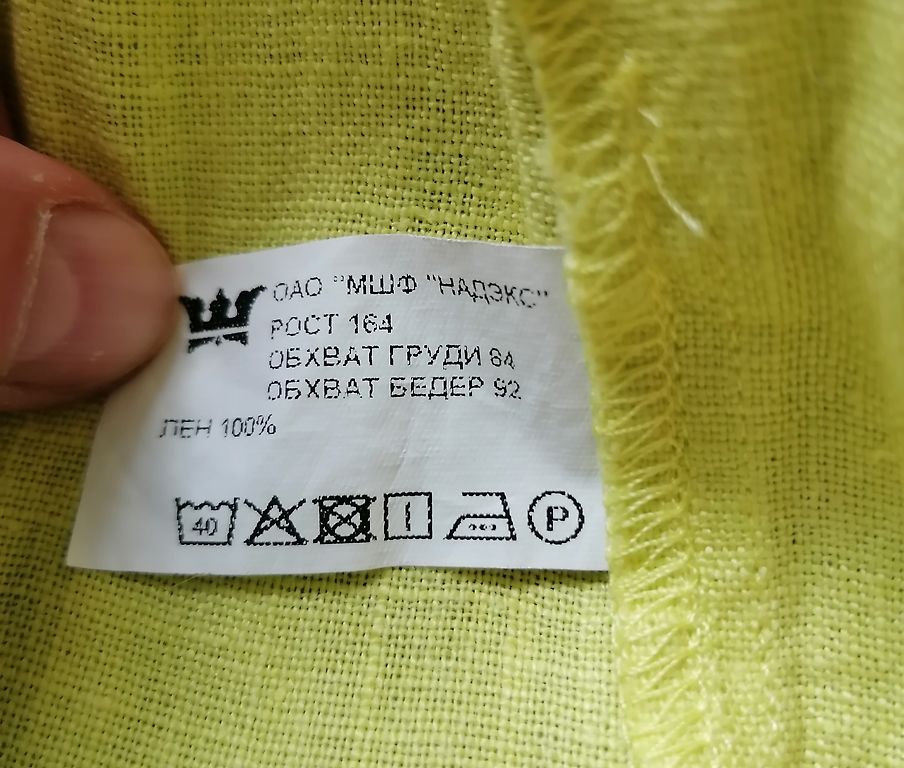 ОАО "МШФ "НАДЭКС"
РОСТ 164
ОБХВАТ ГРУДИ 84
ОБХВАТ БЕДЕР 92
ЛЕН 100%
40
P